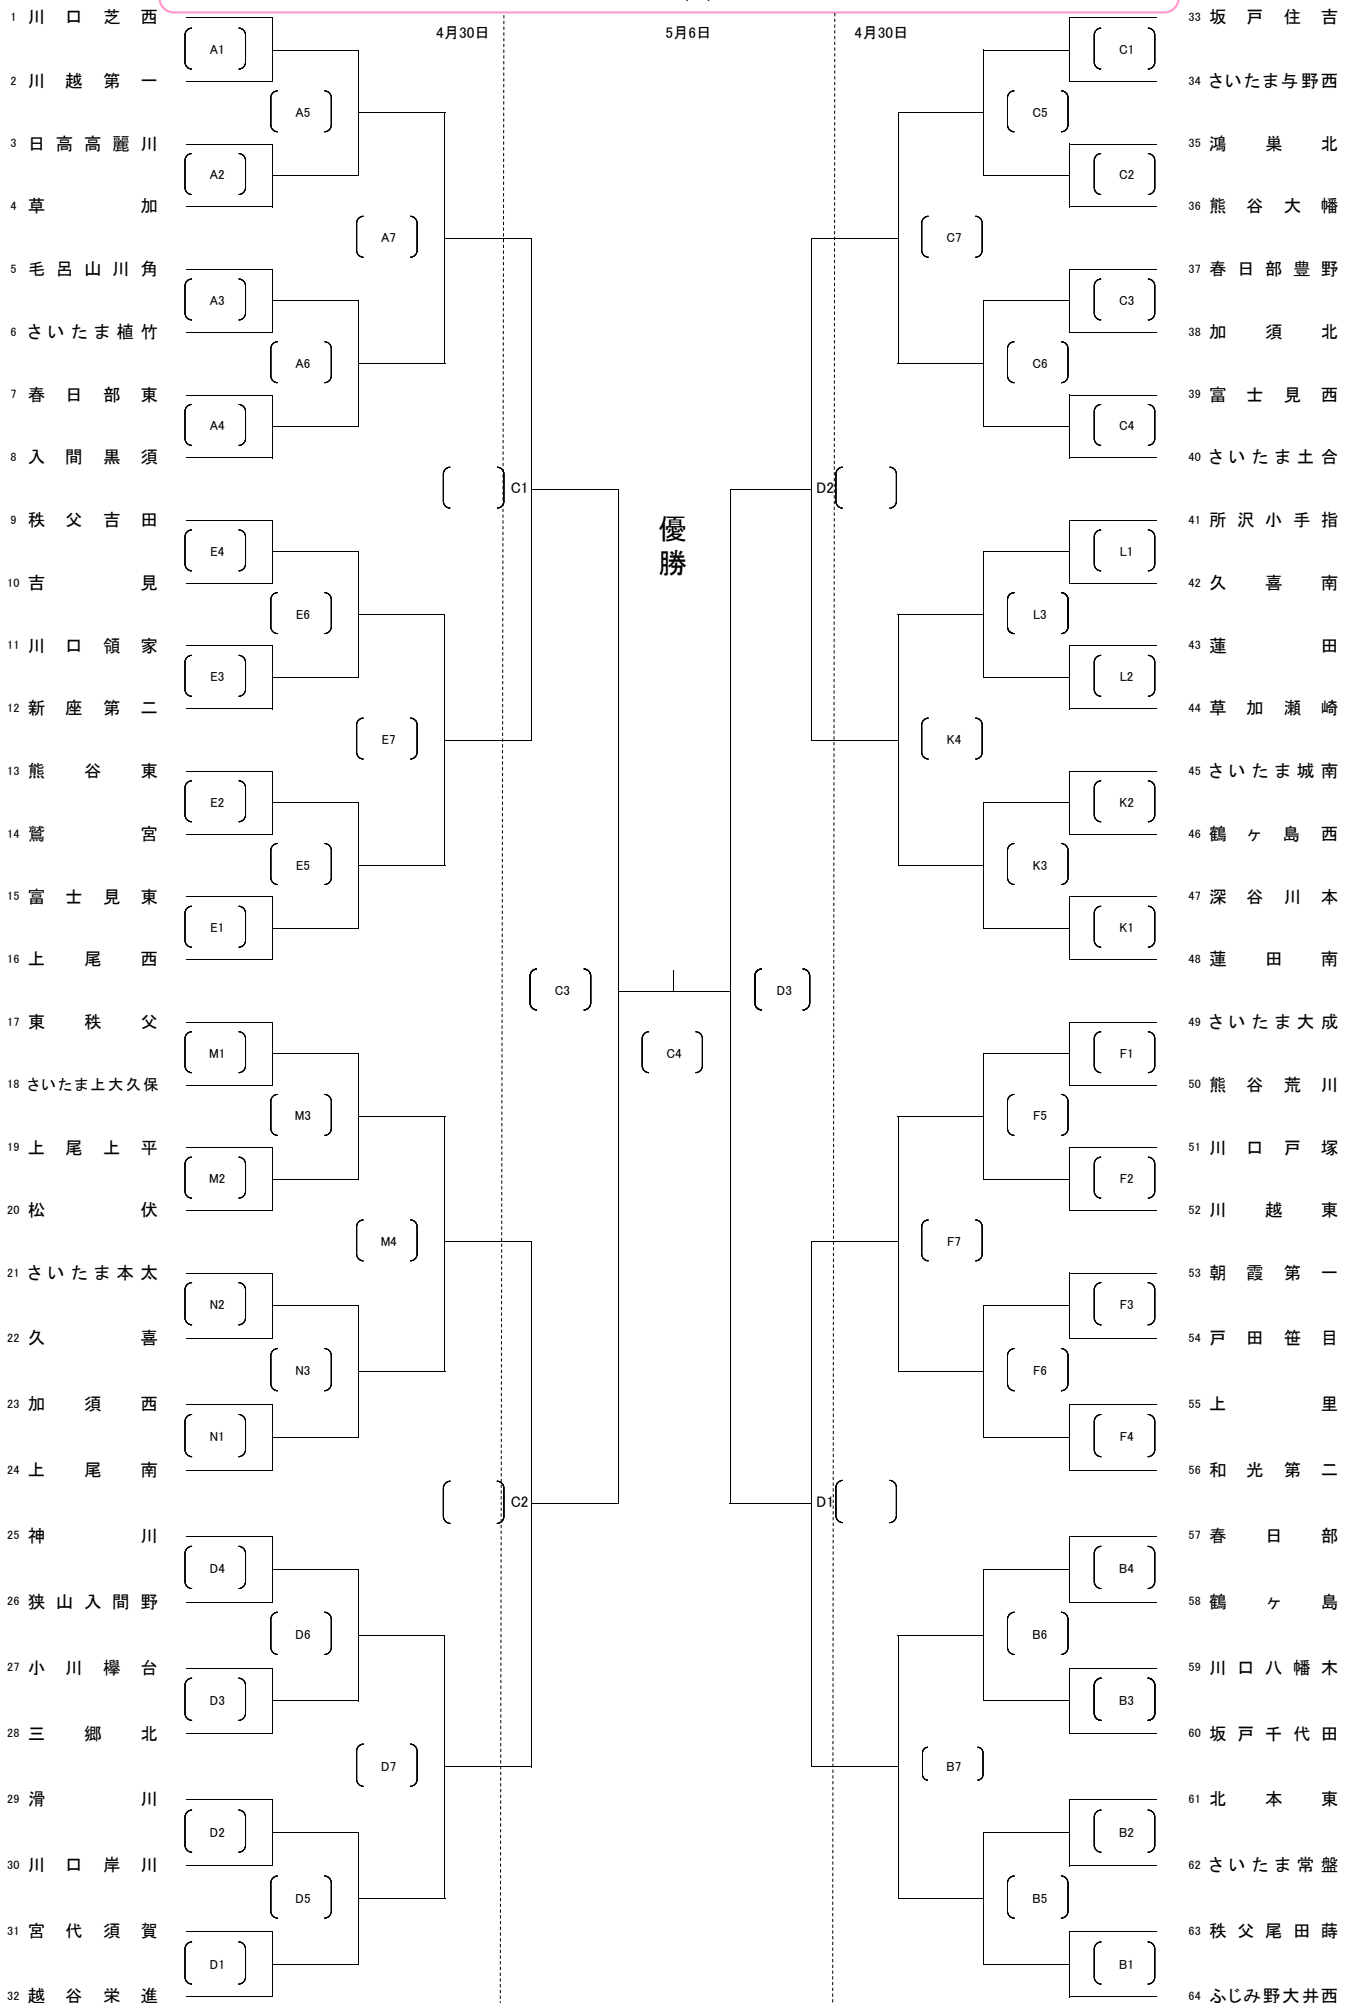 4月30日
5月6日
4月30日
1 川口芝西
2 川越第一
3 日高高麗川
4 草加
5 毛呂山川角
6 さいたま植竹
7 春日部東
8 入間黒須
9 秩父吉田
10 吉見
11 川口領家
12 新座第二
13 熊谷東
14 鷲宮
15 富士見東
16 上尾西
17 東秩父
18 さいたま上大久保
19 上尾上平
20 松伏
21 さいたま本太
22 久喜
23 加須西
24 上尾南
25 神川
26 狭山入間野
27 小川欅台
28 三郷北
29 滑川
30 川口岸川
31 宮代須賀
32 越谷栄進
A1
A2
A3
A4
E4
E3
E2
E1
M1
M2
N2
N1
D4
D3
D2
D1
A5
A6
E6
E5
M3
N3
D6
D5
A7
E7
M4
D7
C1
C2
C3
優勝
C4
D3
D2
D1
C7
K4
F7
B7
C5
C6
L3
K3
F5
F6
B6
B5
C1
C2
C3
C4
L1
L2
K2
K1
F1
F2
F3
F4
B4
B3
B2
B1
33 坂戸住吉
34 さいたま与野西
35 鴻巣北
36 熊谷大幡
37 春日部豊野
38 加須北
39 富士見西
40 さいたま土合
41 所沢小手指
42 久喜南
43 蓮田
44 草加瀬崎
45 さいたま城南
46 鶴ヶ島西
47 深谷川本
48 蓮田南
49 さいたま大成
50 熊谷荒川
51 川口戸塚
52 川越東
53 朝霞第一
54 戸田笹目
55 上里
56 和光第二
57 春日部
58 鶴ヶ島
59 川口八幡木
60 坂戸千代田
61 北本東
62 さいたま常盤
63 秩父尾田蒔
64 ふじみ野大井西